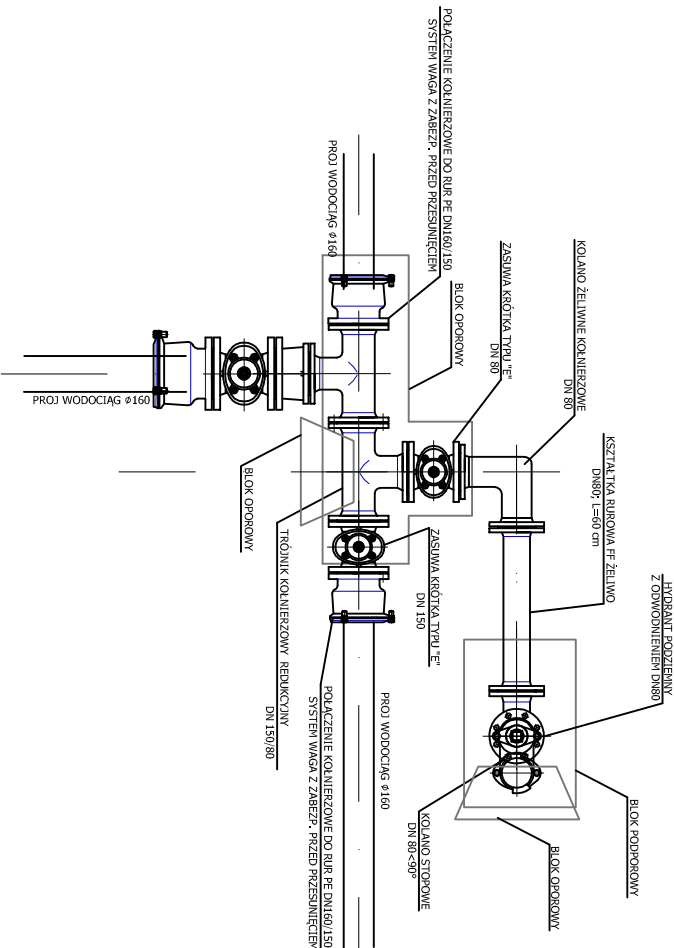 POŁĄCZENIE KOŁNIERZOWE DO RUR PE DN160/150
SYSTEM WAGA Z ZABEZP. PRZED PRZESUNIĘCIEM
PROJ WODOCIĄG ø160
BLOK OPOROWY
ZASUWA KRÓTKA TYPU "E"
DN 80
KOLANO ŻELIWNE KOŁNIERZOWE
DN 80
KSZTAŁTKA RUROWA FF ŻELIWO
DN80; L=60 cm
HYDRANT PODZIEMNY
Z ODWODNIENIEM DN80
PROJ WODOCIĄG ø160
BLOK OPOROWY
TRÓJNIK KOŁNIERZOWY REDUKCYJNY
DN 150/80
ZASUWA KRÓTKA TYPU "E"
DN 150
POŁĄCZENIE KOŁNIERZOWE DO RUR PE DN160/150
SYSTEM WAGA Z ZABEZP. PRZED PRZESUNIĘCIEM
PROJ WODOCIĄG ø160
KOLANO STOPOWE
DN 80<90°
BLOK OPOROWY
BLOK PODPOROWY